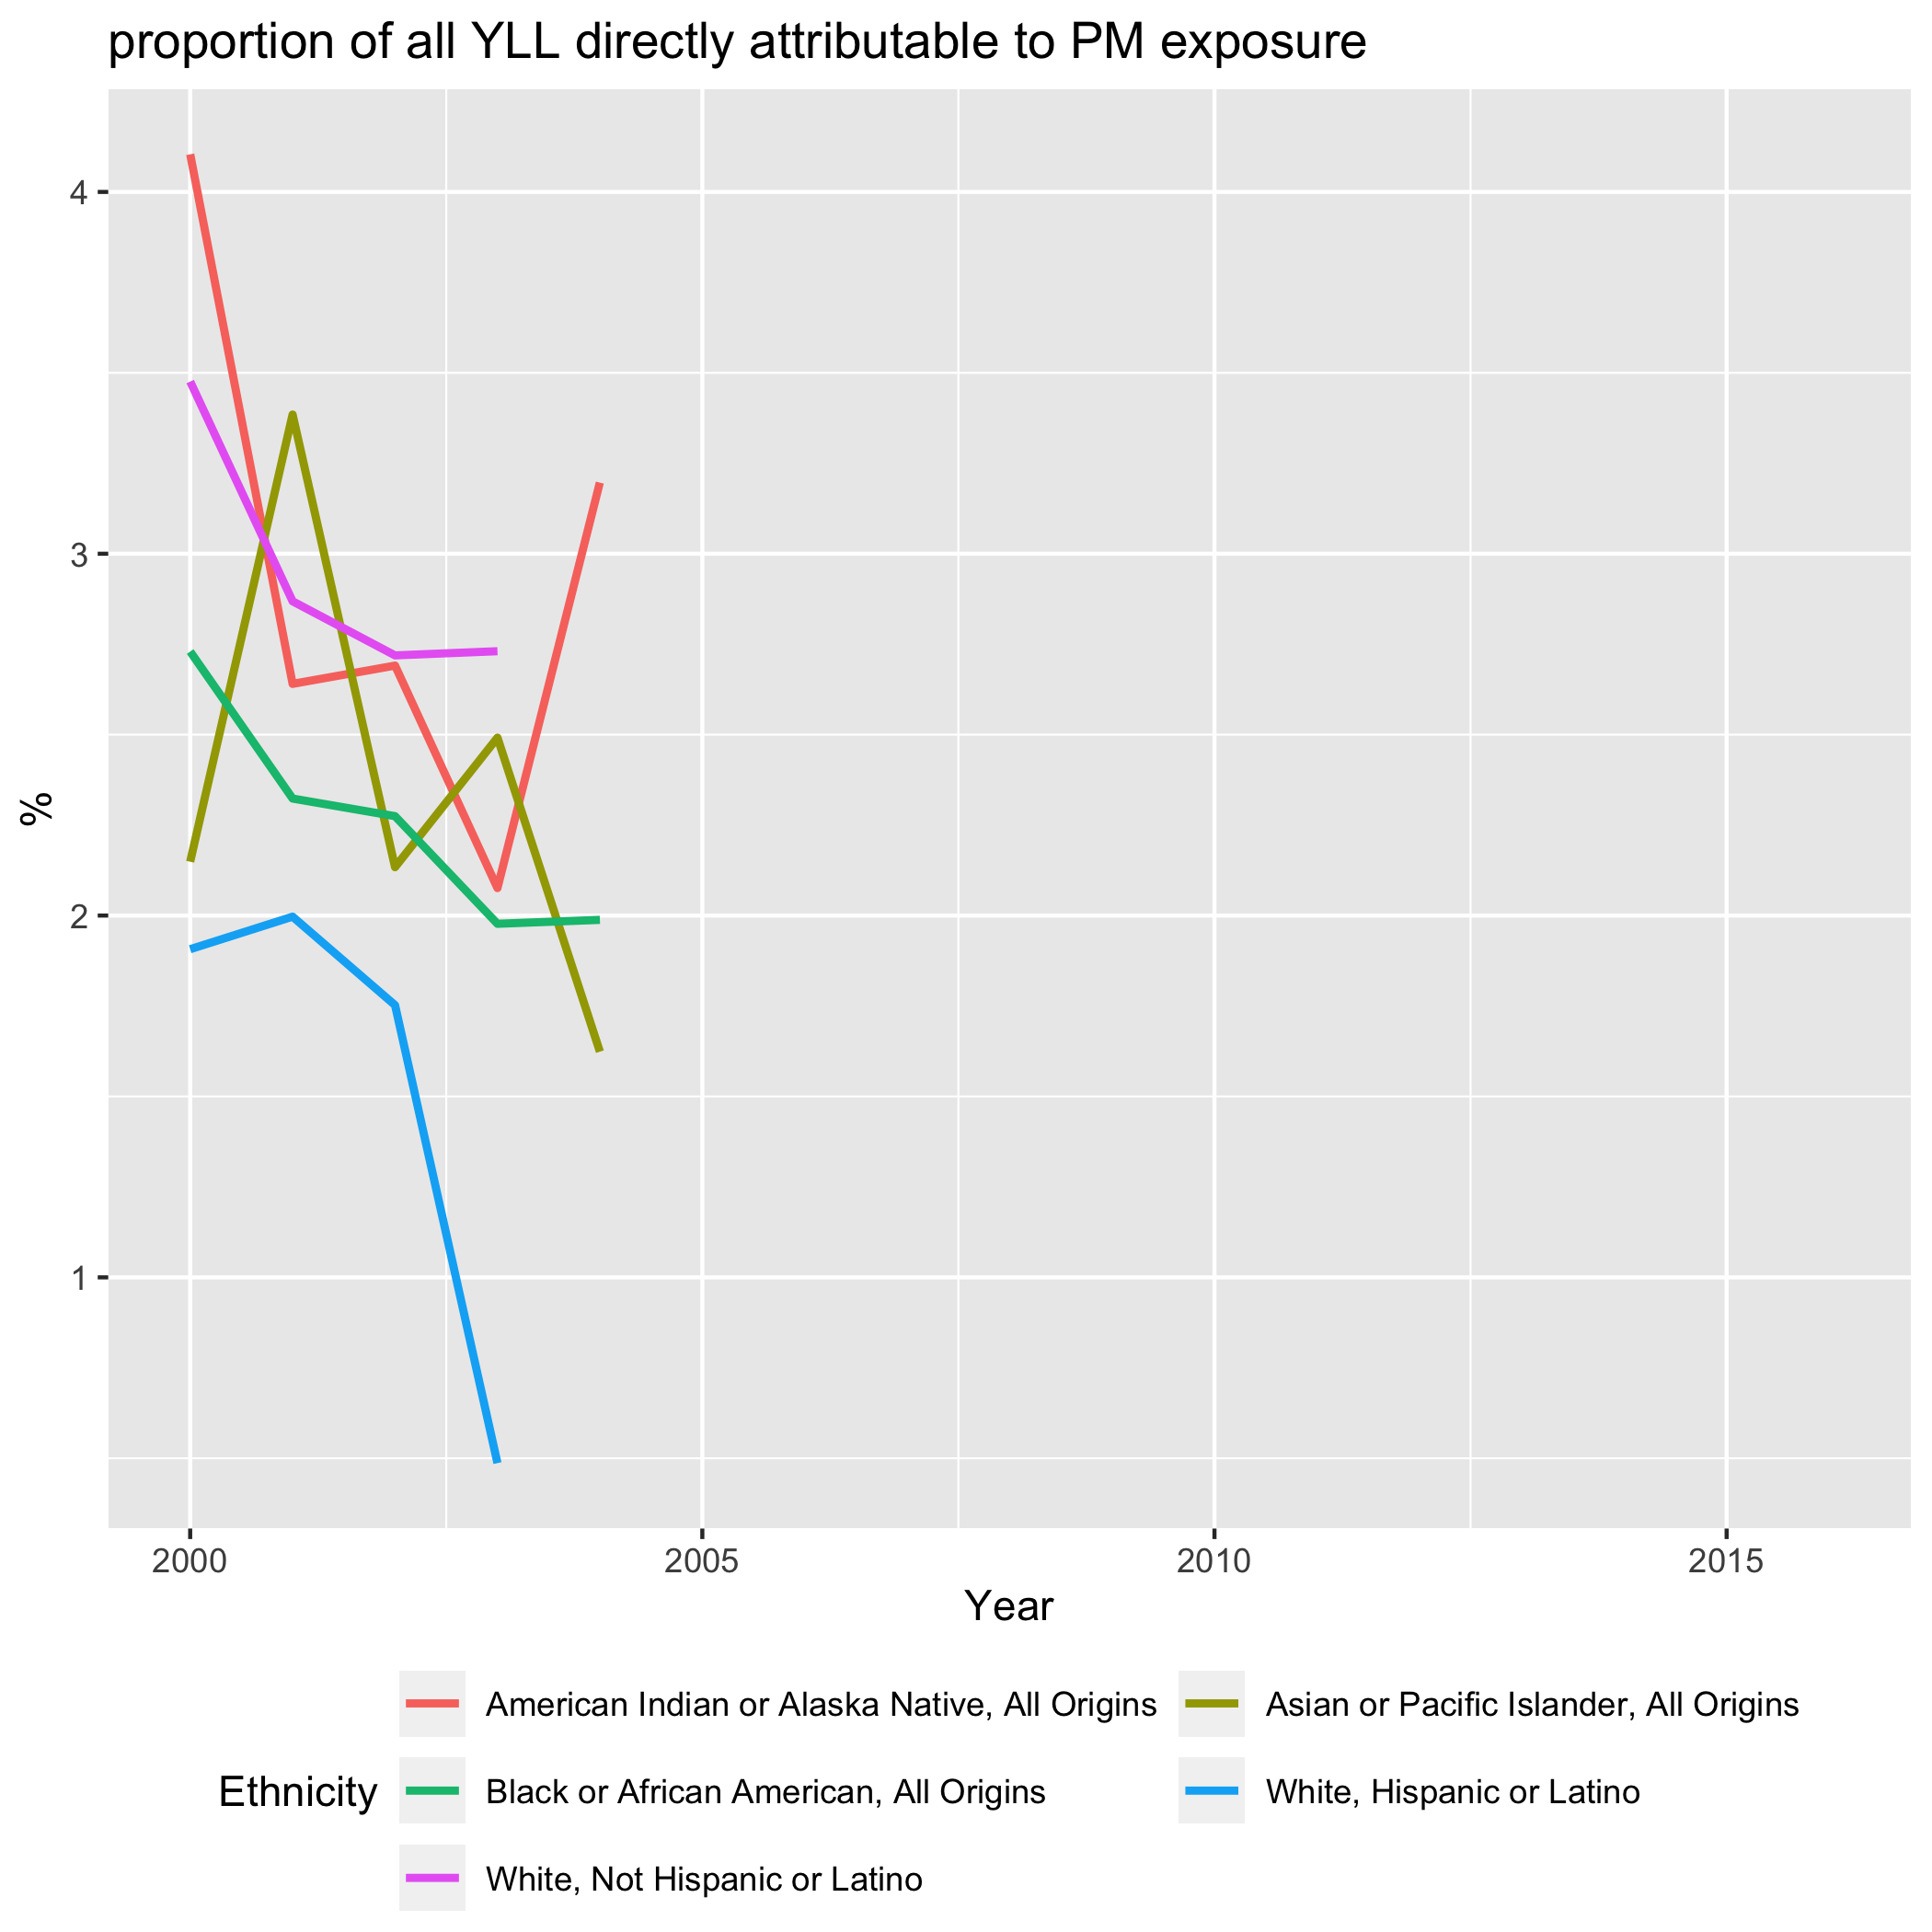 proportion of all YLL directly attributable to PM exposure
4
3
2
1
%
2000 2005 2010 2015
Year
Ethnicity
American Indian or Alaska Native, All Origins
Asian or Pacific Islander, All Origins
Black or African American, All Origins
White, Hispanic or Latino
White, Not Hispanic or Latino